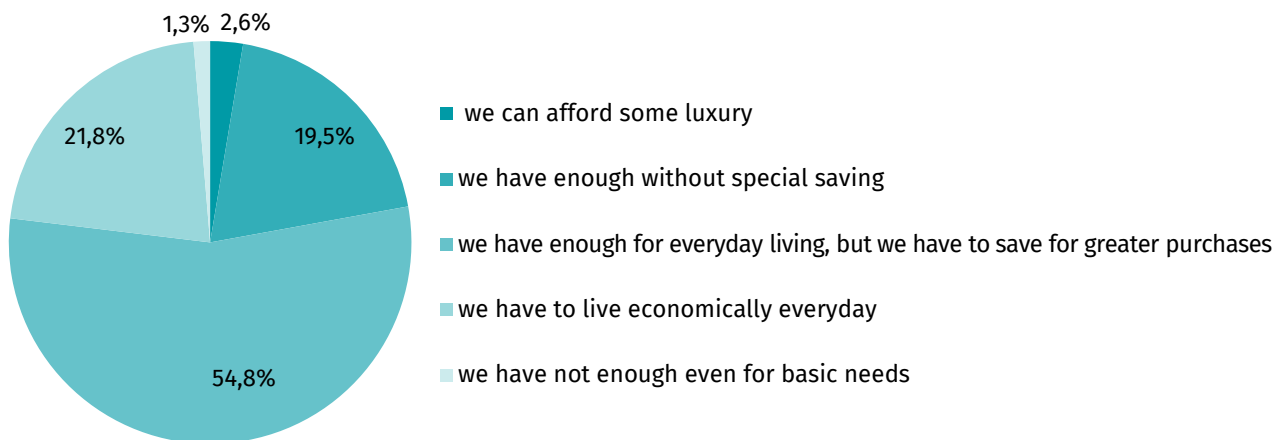 1,3%
2,6%
21,8%
19,5%
54,8%
we can afford some luxury
we have enough without special saving
we have enough for everyday living, but we have to save for greater purchases
we have to live economically everyday
we have not enough even for basic needs